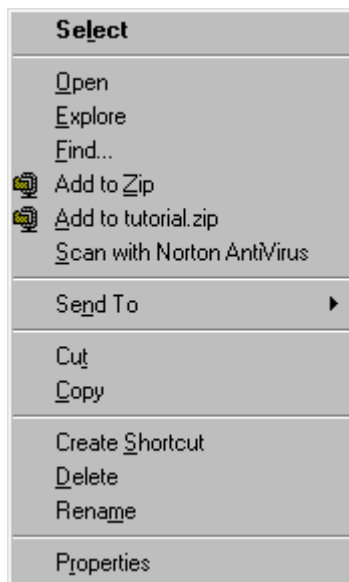 Select
Open
Explore
Find...
Add to Zip
Add to tutorial.zip
Scan with Norton AntiVirus
Send To
Cut
Copy
Create Shortcut
Delete
Rename
Properties